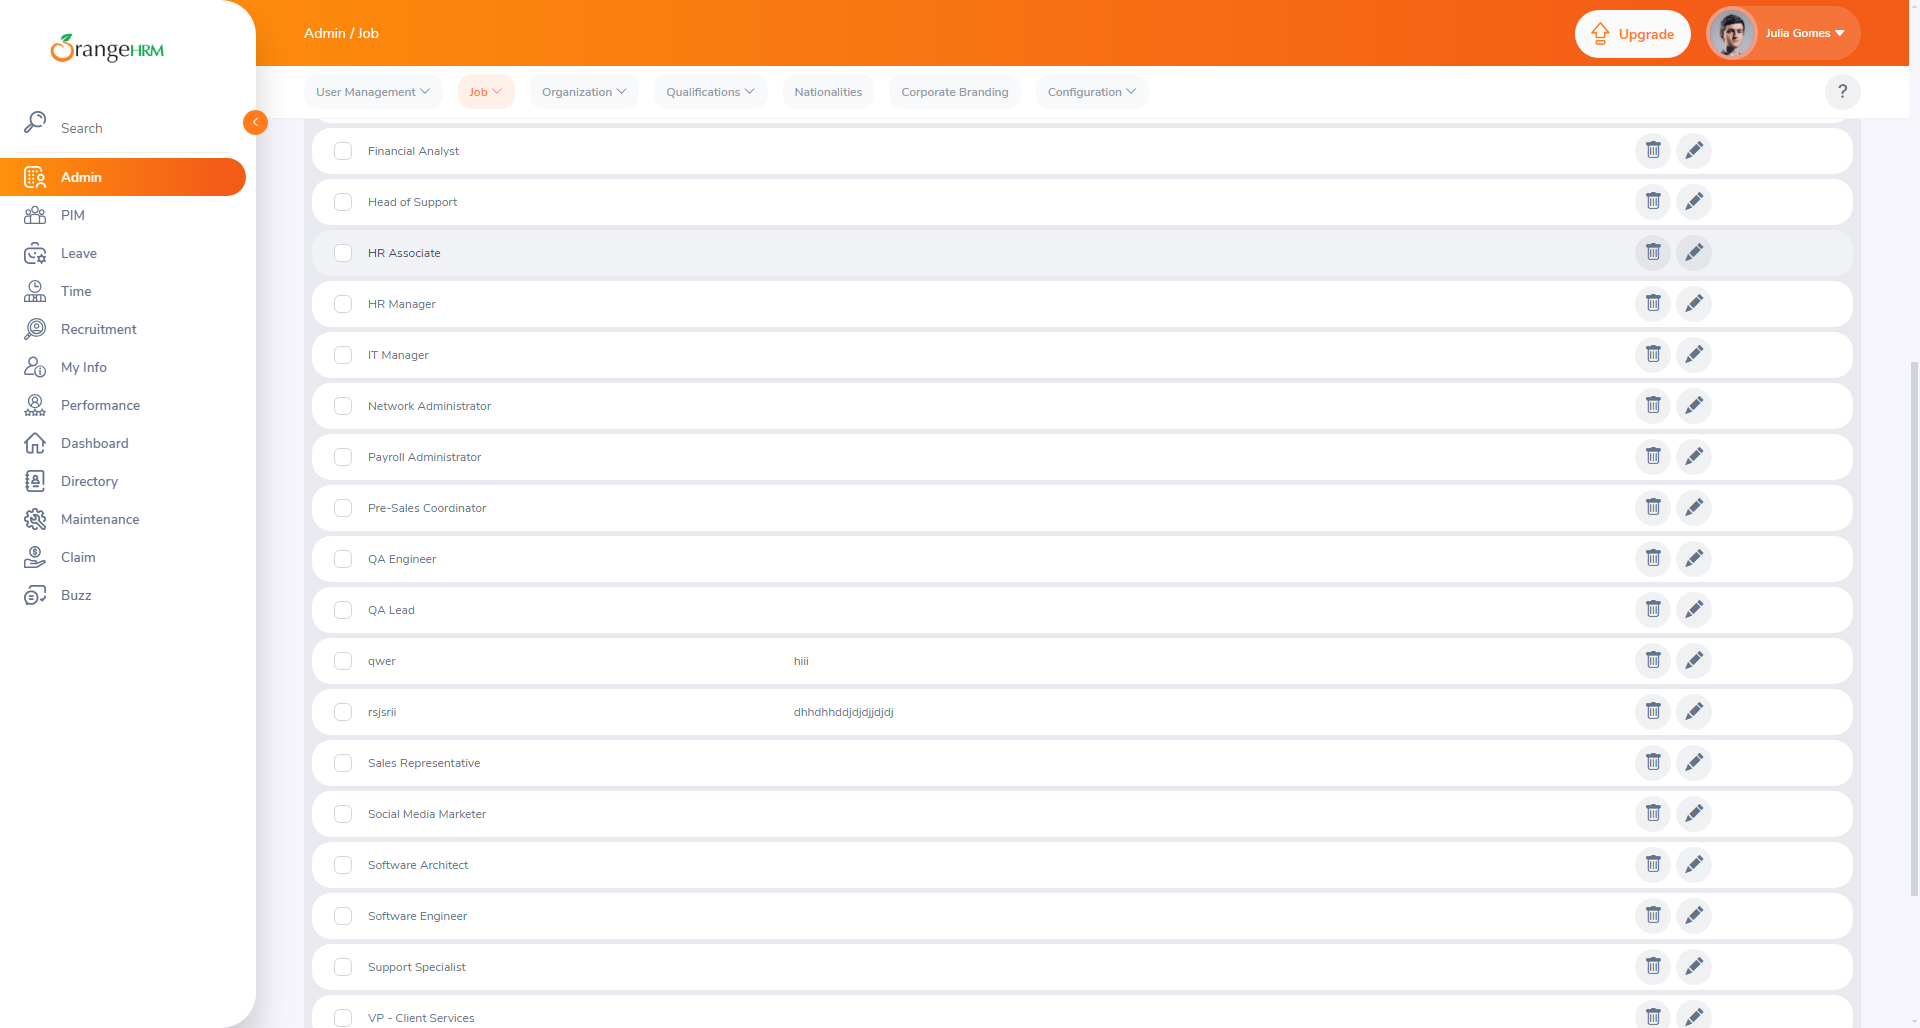 OrangeHRM
Admin / Job
Upgrade
Julia Gomes
User Management
Job
Organization
Qualifications
Nationalities
Corporate Branding
Configuration
?
Search
Admin
PIM
Leave
Time
Recruitment
My Info
Performance
Dashboard
Directory
Maintenance
Claim
Buzz
Financial Analyst
Head of Support
HR Associate
HR Manager
IT Manager
Network Administrator
Payroll Administrator
Pre-Sales Coordinator
QA Engineer
QA Lead
qwer hiii
rsjsrii dhhdhhddjdjdjjdjdj
Sales Representative
Social Media Marketer
Software Architect
Software Engineer
Support Specialist
VP - Client Services